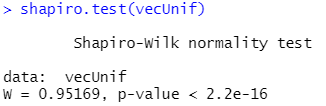 > shapiro.test(vecUnif)
Shapiro-Wilk normality test
data:  vecUnif
W = 0.95169, p-value < 2.2e-16